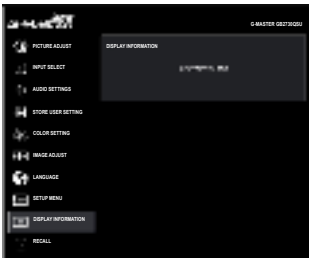 G-MASTER GB2730QSU
PICTURE ADJUST
DISPLAY INFORMATION
INPUT SELECT
AUDIO SETTINGS
STORE USER SETTING
COLOR SETTING
IMAGE ADJUST
LANGUAGE
SETUP MENU
DISPLAY INFORMATION
RECALL